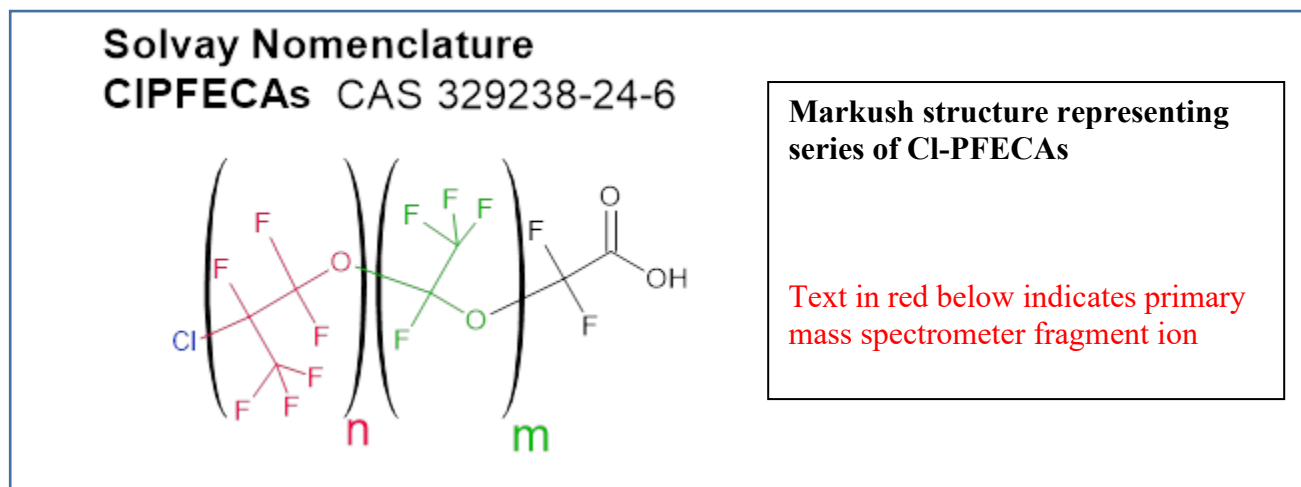 Solvay Nomenclature
ClPFECAs CAS 329238-24-6
Markush structure representing
series of Cl-PFECAs
Text in red below indicates primary
mass spectrometer fragment ion
F
F
F
F
F
F
O
F
F
O
OH
F
F
F
O
F
Cl
F
F
F
n
m